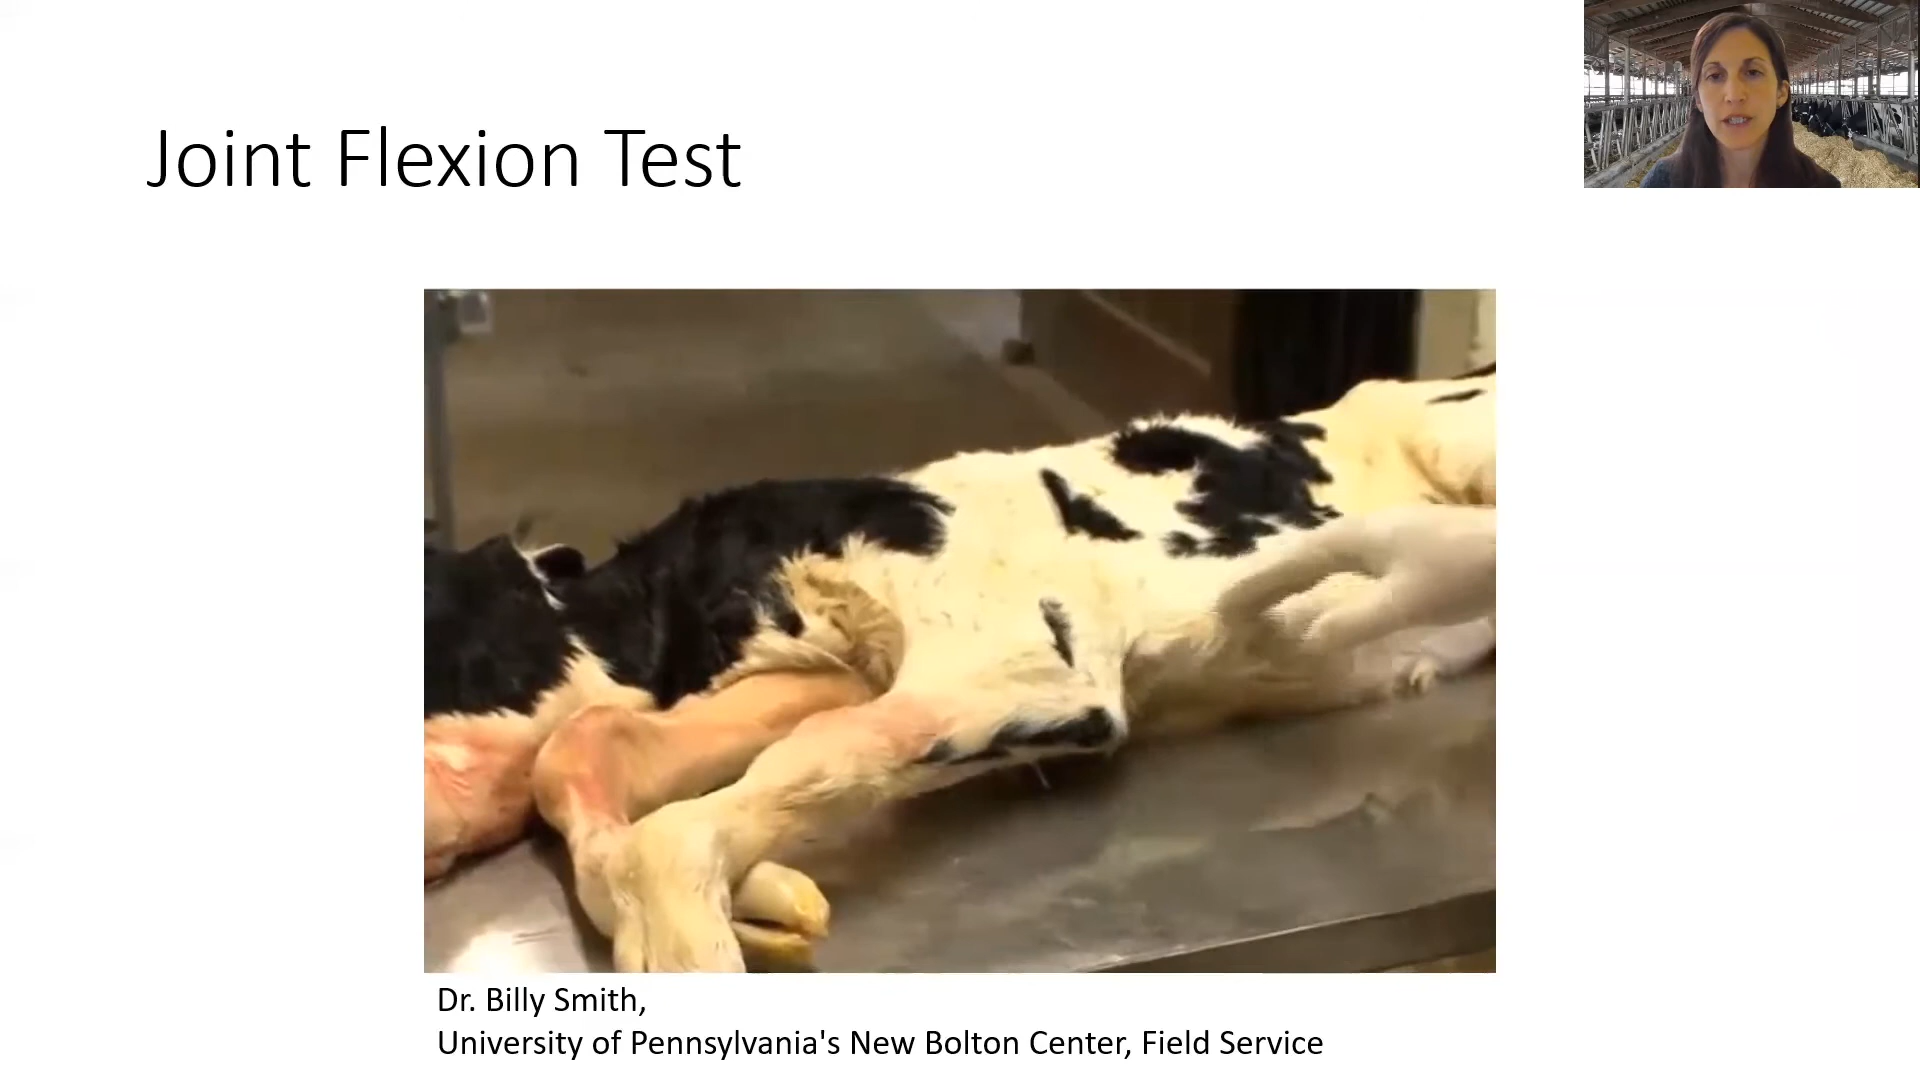 Joint Flexion Test
Dr. Billy Smith,
University of Pennsylvania's New Bolton Center, Field Service